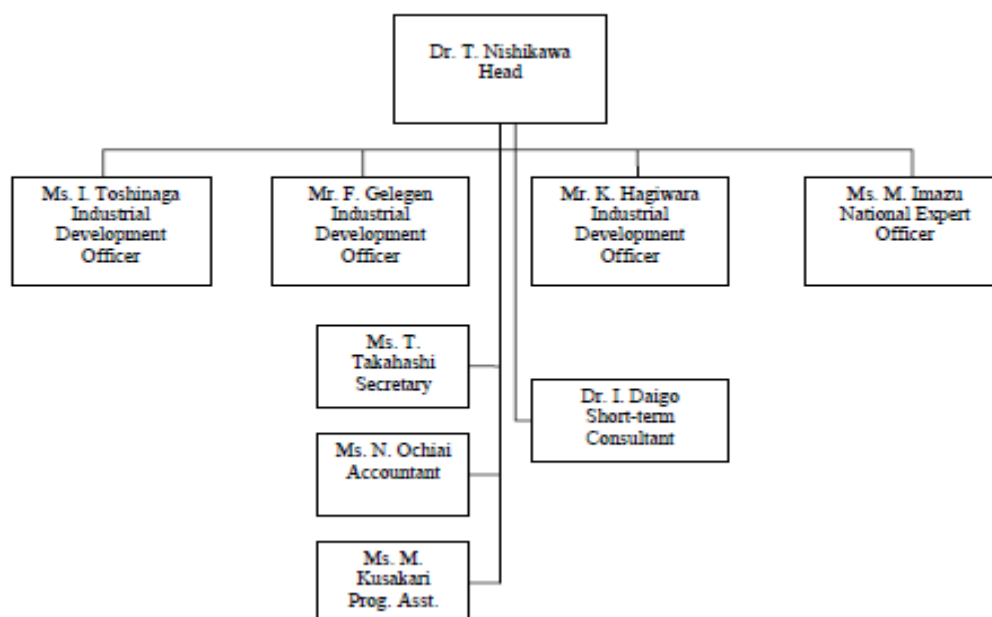 Dr. T. Nishikawa
Head
Ms. I. Toshinaga
Industrial
Development
Officer
Mr. F. Gelegen
Industrial
Development
Officer
Mr. K. Hagiwara
Industrial
Development
Officer
Ms. M. Imazu
National Expert
Officer
Ms. T.
Takahashi
Secretary
Dr. I. Daigo
Short-term
Consultant
Ms. N. Ochiai
Accountant
Ms. M.
Kusakari
Prog. Asst.